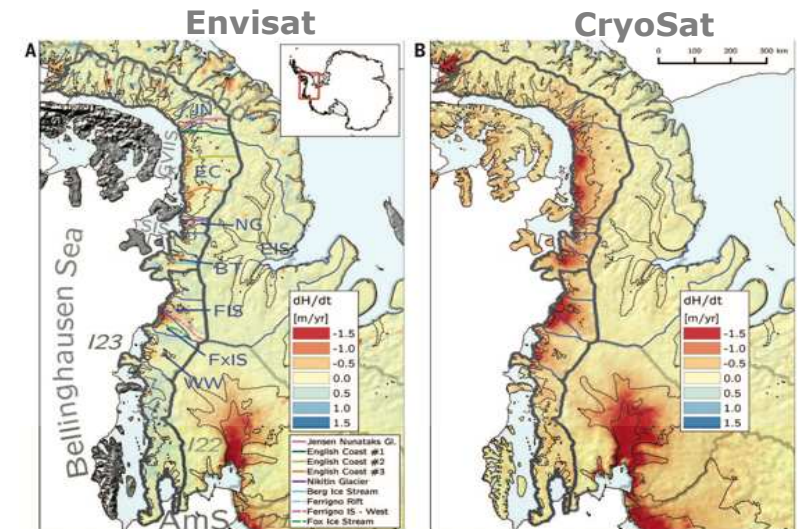 Envisat
CryoSat
A
B
0 100 200 300 km
JN
GVIIS
EC
SIS
NG
EIS
BT
Bellinghausen Sea
FIS
I23
FxIS
WW
I22
AmS
dH/dt
[m/yr]
-1.5
-1.0
-0.5
0.0
0.5
1.0
1.5
dH/dt
[m/yr]
-1.5
-1.0
-0.5
0.0
0.5
1.0
1.5
Jensen Nunataks Gl.
English Coast #1
English Coast #2
English Coast #3
Nikitin Glacier
Berg Ice Stream
Ferrigno Rift
Ferrigno IS - West
Fox Ice Stream